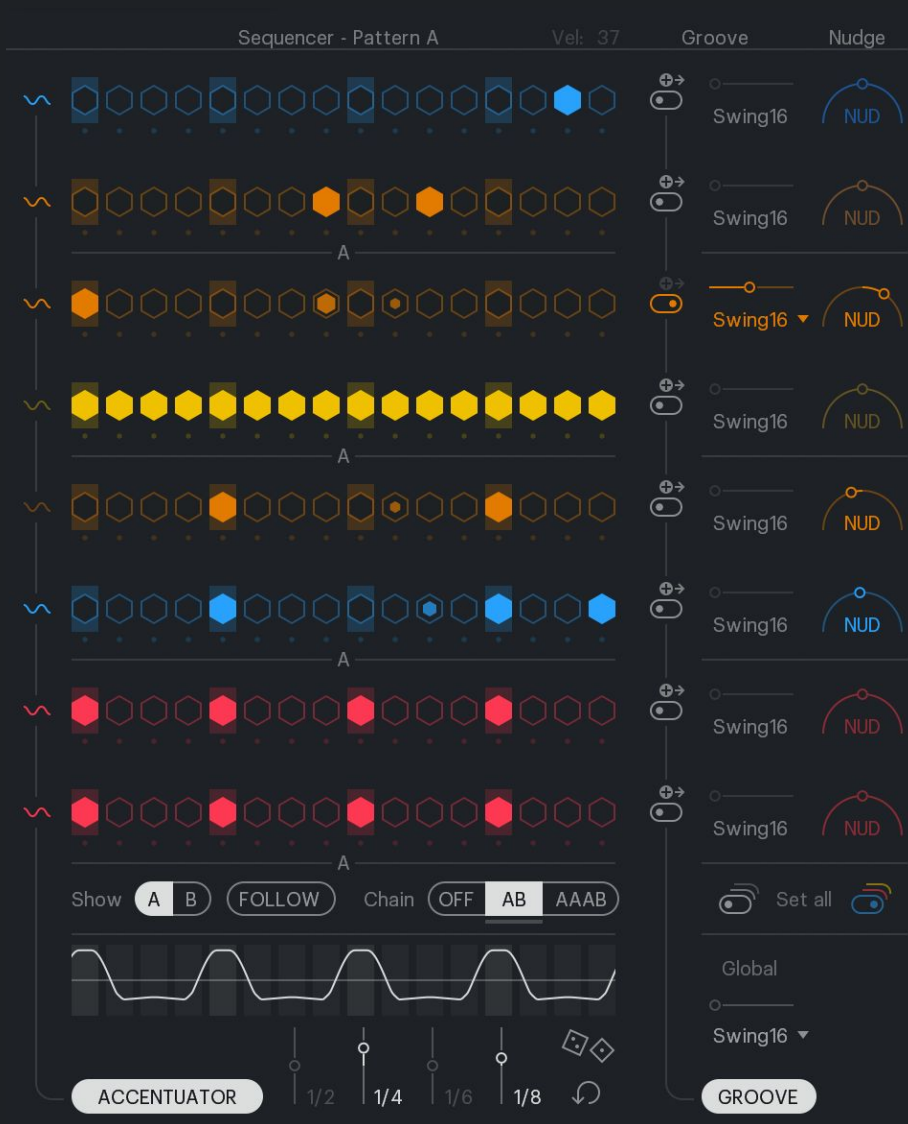 Sequencer - Pattern A Vel: 37 Groove Nudge
Swing16 NUD
Swing16 NUD
A
Swing16 NUD
Swing16 NUD
A
Swing16 NUD
Swing16 NUD
A
Swing16 NUD
Swing16 NUD
A
Show A B FOLLOW Chain OFF AB AAAB Set all
Global
Swing16
ACCENTUATOR 1/2 1/4 1/6 1/8 GROOVE